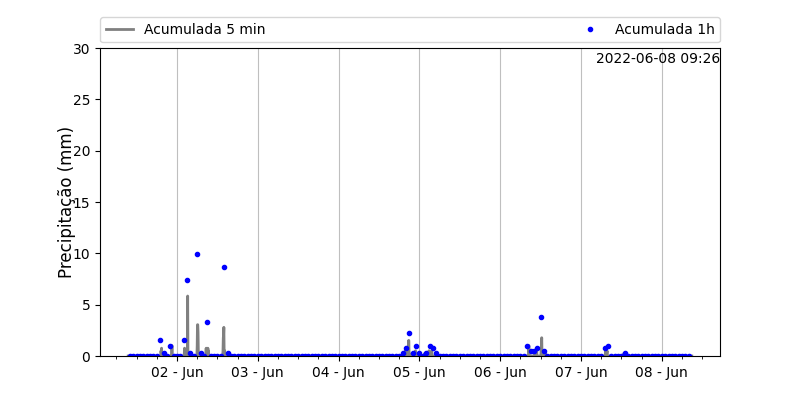 Acumulada 5 min
Acumulada 1h
2022-06-08 09:26
Precipitação (mm)
30
25
20
15
10
5
0
02 - Jun
03 - Jun
04 - Jun
05 - Jun
06 - Jun
07 - Jun
08 - Jun